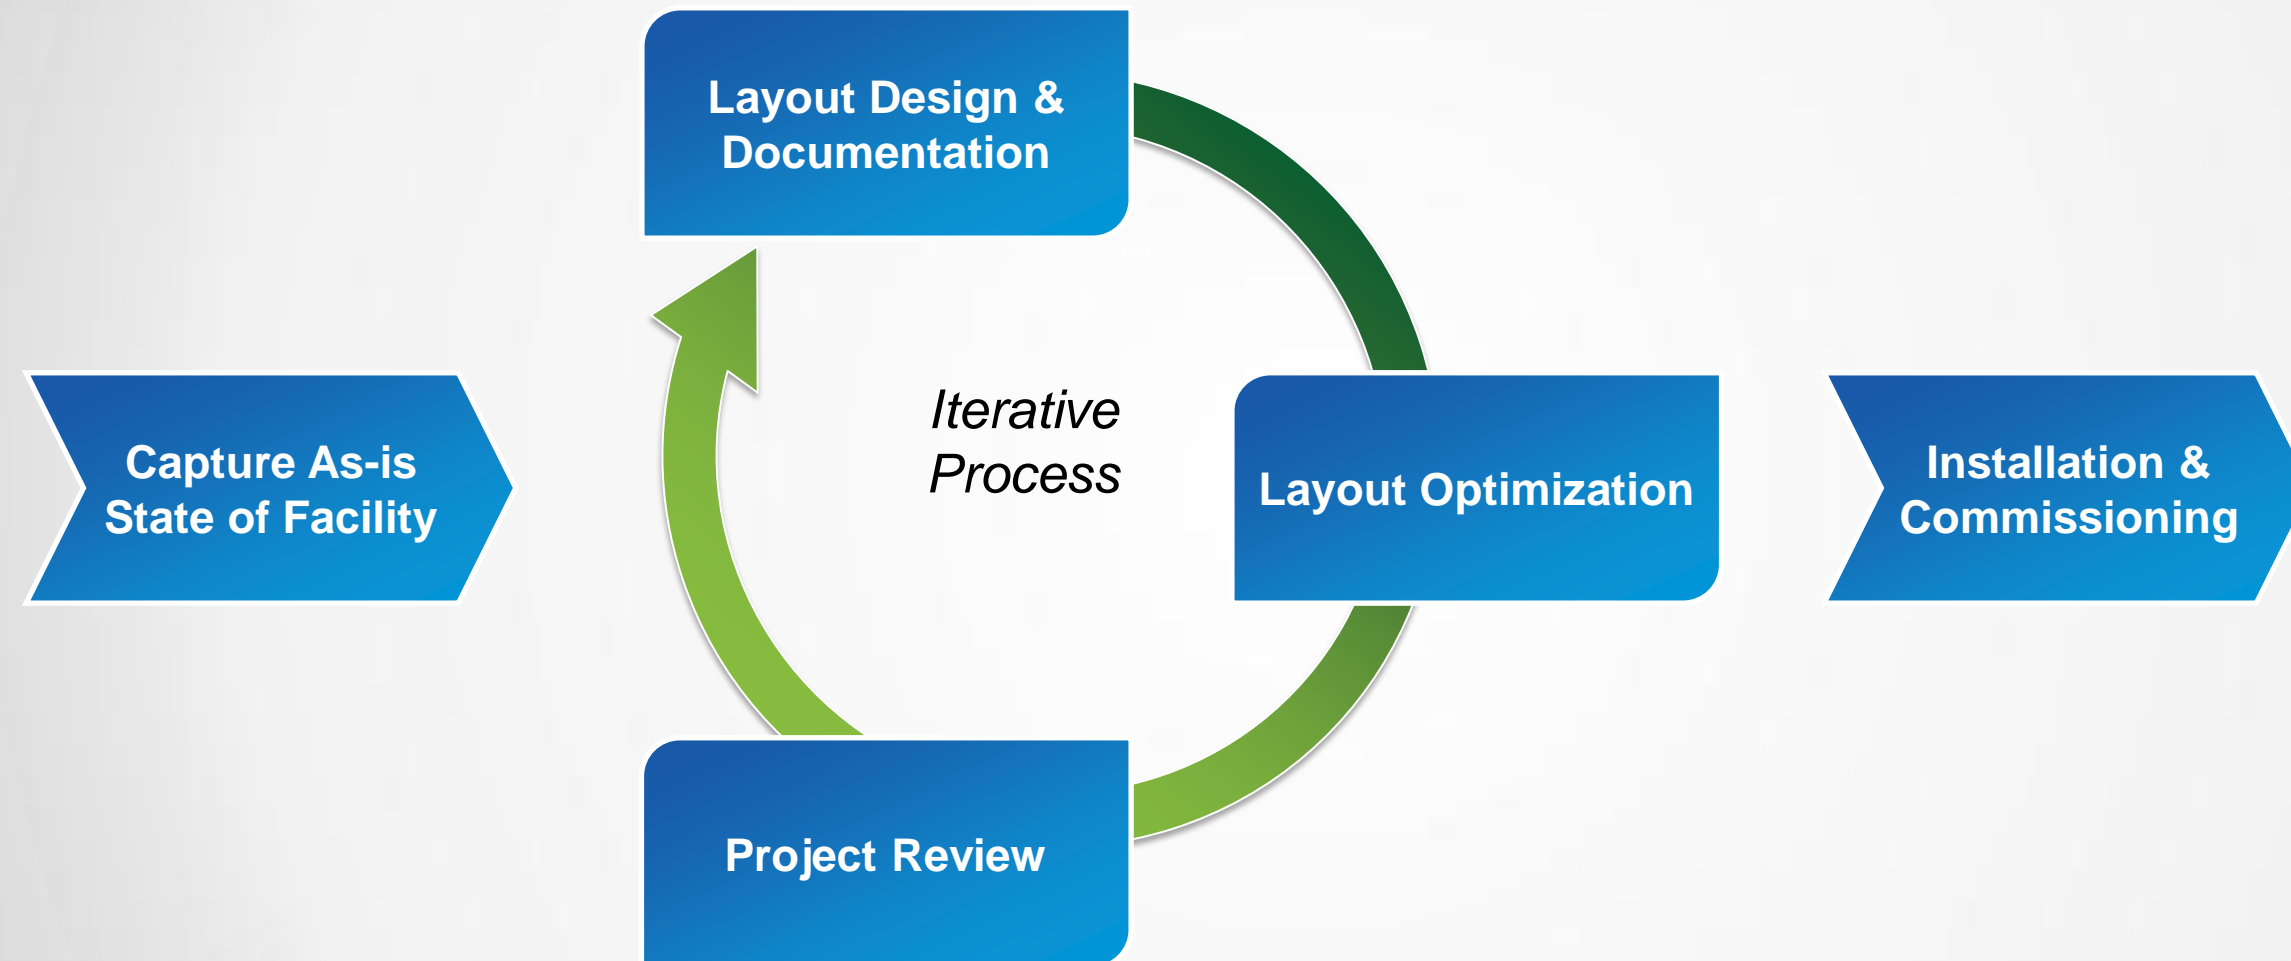 Layout Design &
Documentation
Iterative
Process
Capture As-is
State of Facility
Layout Optimization
Installation &
Commissioning
Project Review